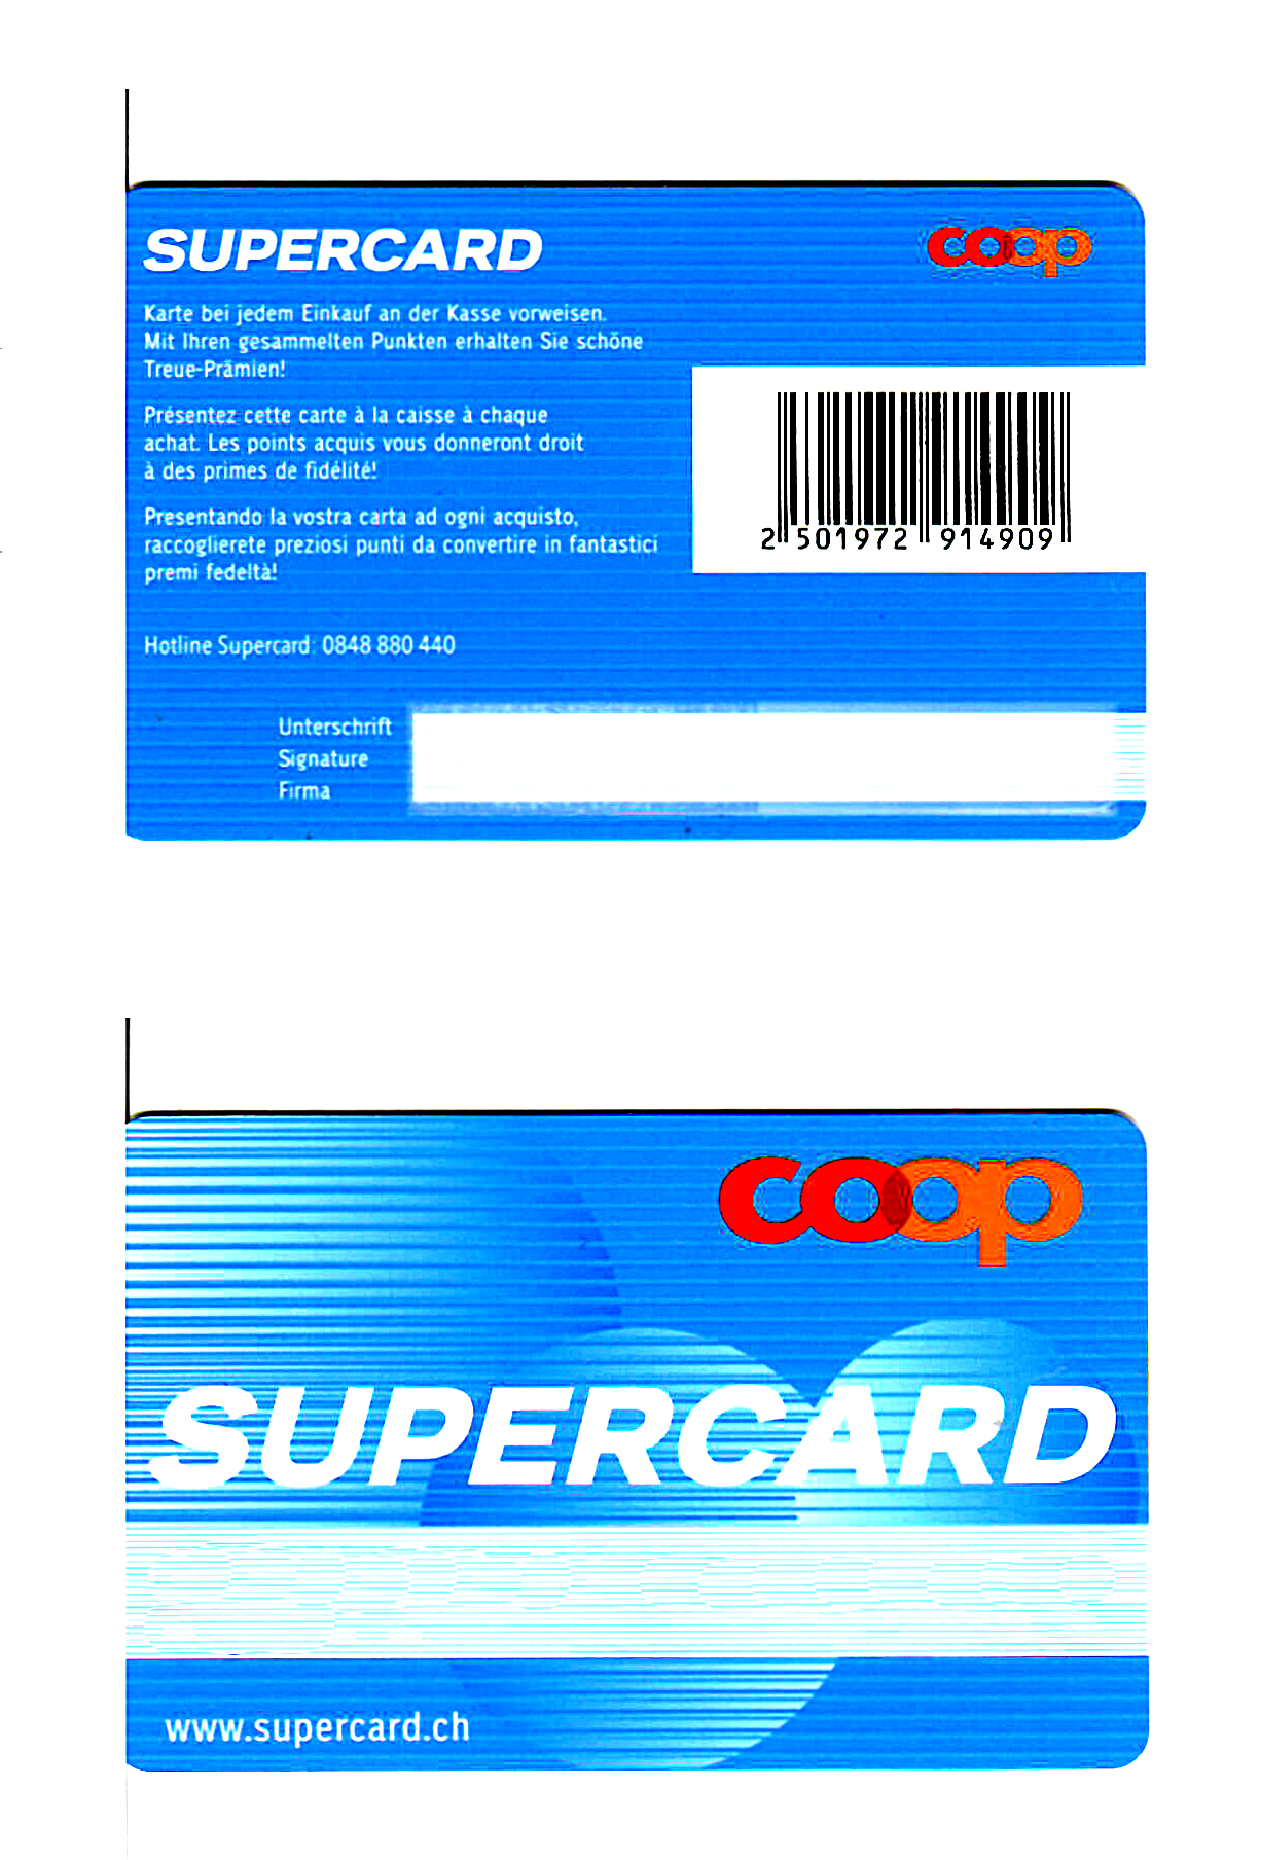 SUPERCARD
coop
Karte bei jedem Einkauf an der Kasse vorweisen.
Mit Ihren gesammelten Punkten erhalten Sie schöne
Treue-Prämien!
Présentez cette carte à la caisse à chaque
achat. Les points acquis vous donneront droit
à des primes de fidélité!
Presentando la vostra carta ad ogni acquisto,
raccoglierete preziosi punti da convertire in fantastici
premi fedeltà!
2 501972 914909
Hotline Supercard: 0848 880 440
Unterschrift
Signature
Firma
coop
SUPERCARD
www.supercard.ch